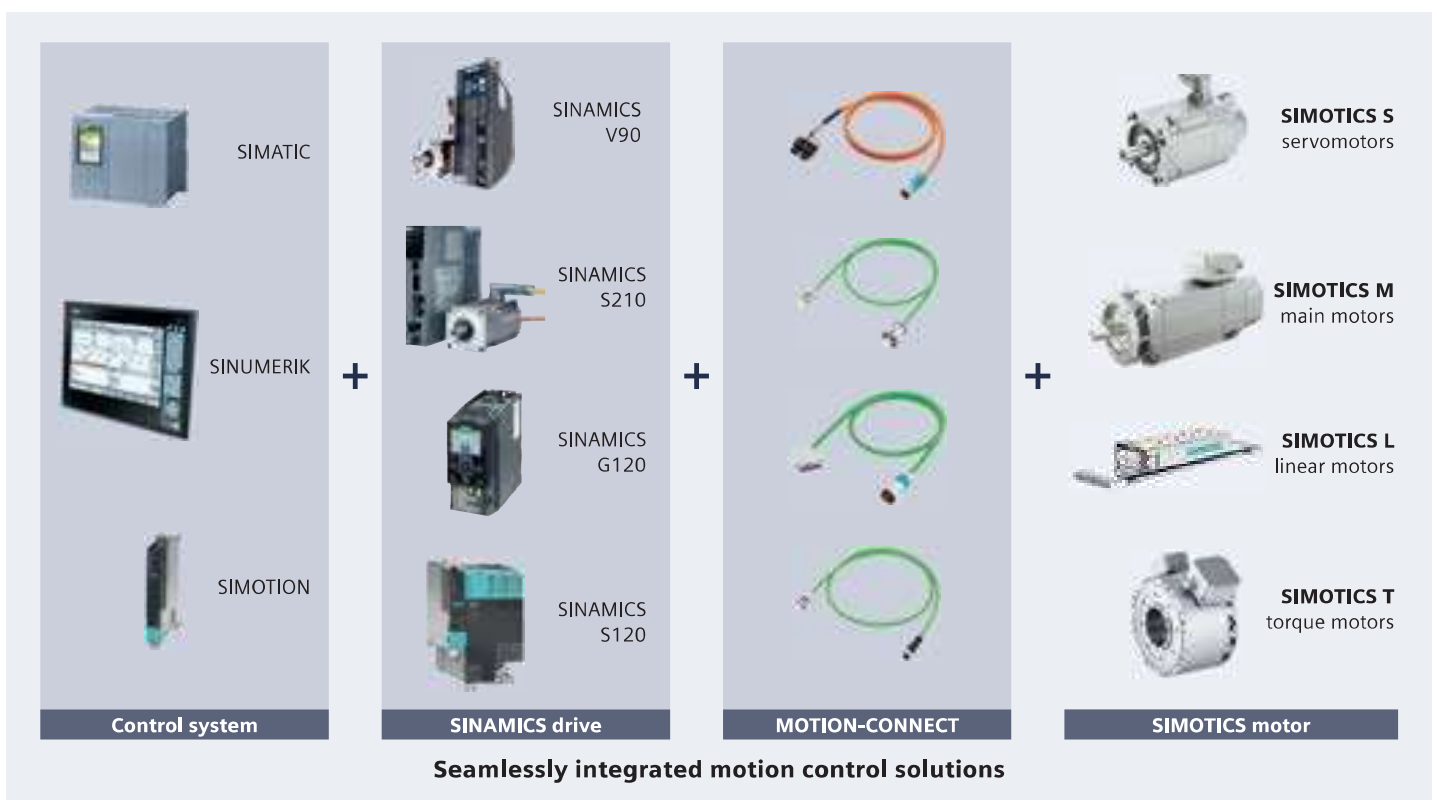 SIMATIC
SINUMERIK
SIMOTION
Control system
+
SINAMICS
V90
SINAMICS
S210
SINAMICS
G120
SINAMICS
S120
SINAMICS drive
+
MOTION-CONNECT
+
SIMOTICS S
servomotors
SIMOTICS M
main motors
SIMOTICS L
linear motors
SIMOTICS T
torque motors
SIMOTICS motor
Seamlessly integrated motion control solutions